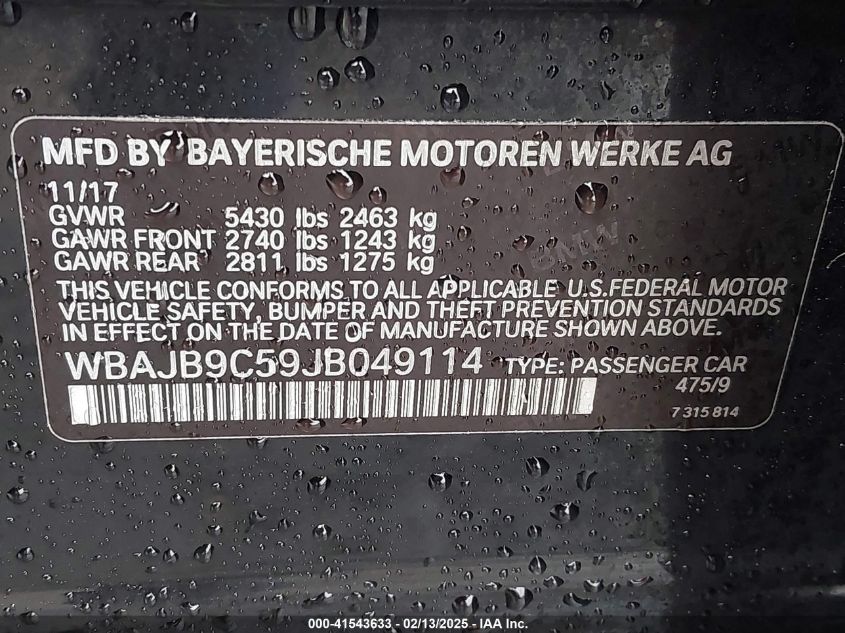 MFD BY BAYERISCHE MOTOREN WERKE AG
11/17
GVWR 5430 lbs 2463 kg
GAWR FRONT 2740 lbs 1243 kg
GAWR REAR 2811 lbs 1275 kg
THIS VEHICLE CONFORMS TO ALL APPLICABLE U.S.FEDERAL MOTOR
VEHICLE SAFETY, BUMPER AND THEFT PREVENTION STANDARDS
IN EFFECT ON THE DATE OF MANUFACTURE SHOWN ABOVE.
WBAJB9C59JB049114 TYPE: PASSENGER CAR
475/9
7 315 814
000-41543633 - 02/13/2025 - IAA Inc.